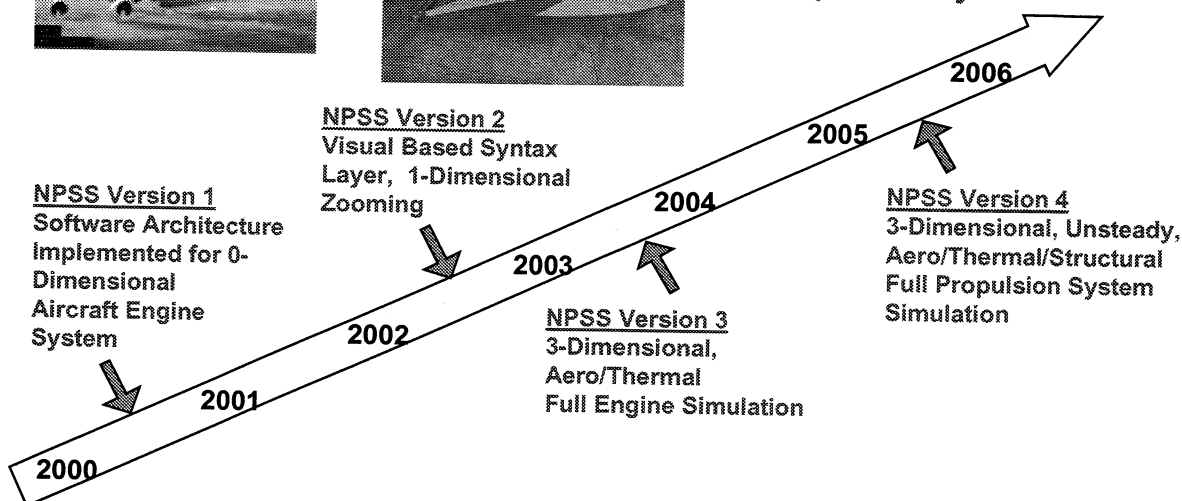 NPSS Version 1
Software Architecture
Implemented for 0-
Dimensional
Aircraft Engine
System
NPSS Version 2
Visual Based Syntax
Layer, 1-Dimensional
Zooming
NPSS Version 3
3-Dimensional,
Aero/Thermal
Full Engine Simulation
NPSS Version 4
3-Dimensional, Unsteady,
Aero/Thermal/Structural
Full Propulsion System
Simulation
2000
2001
2002
2003
2004
2005
2006